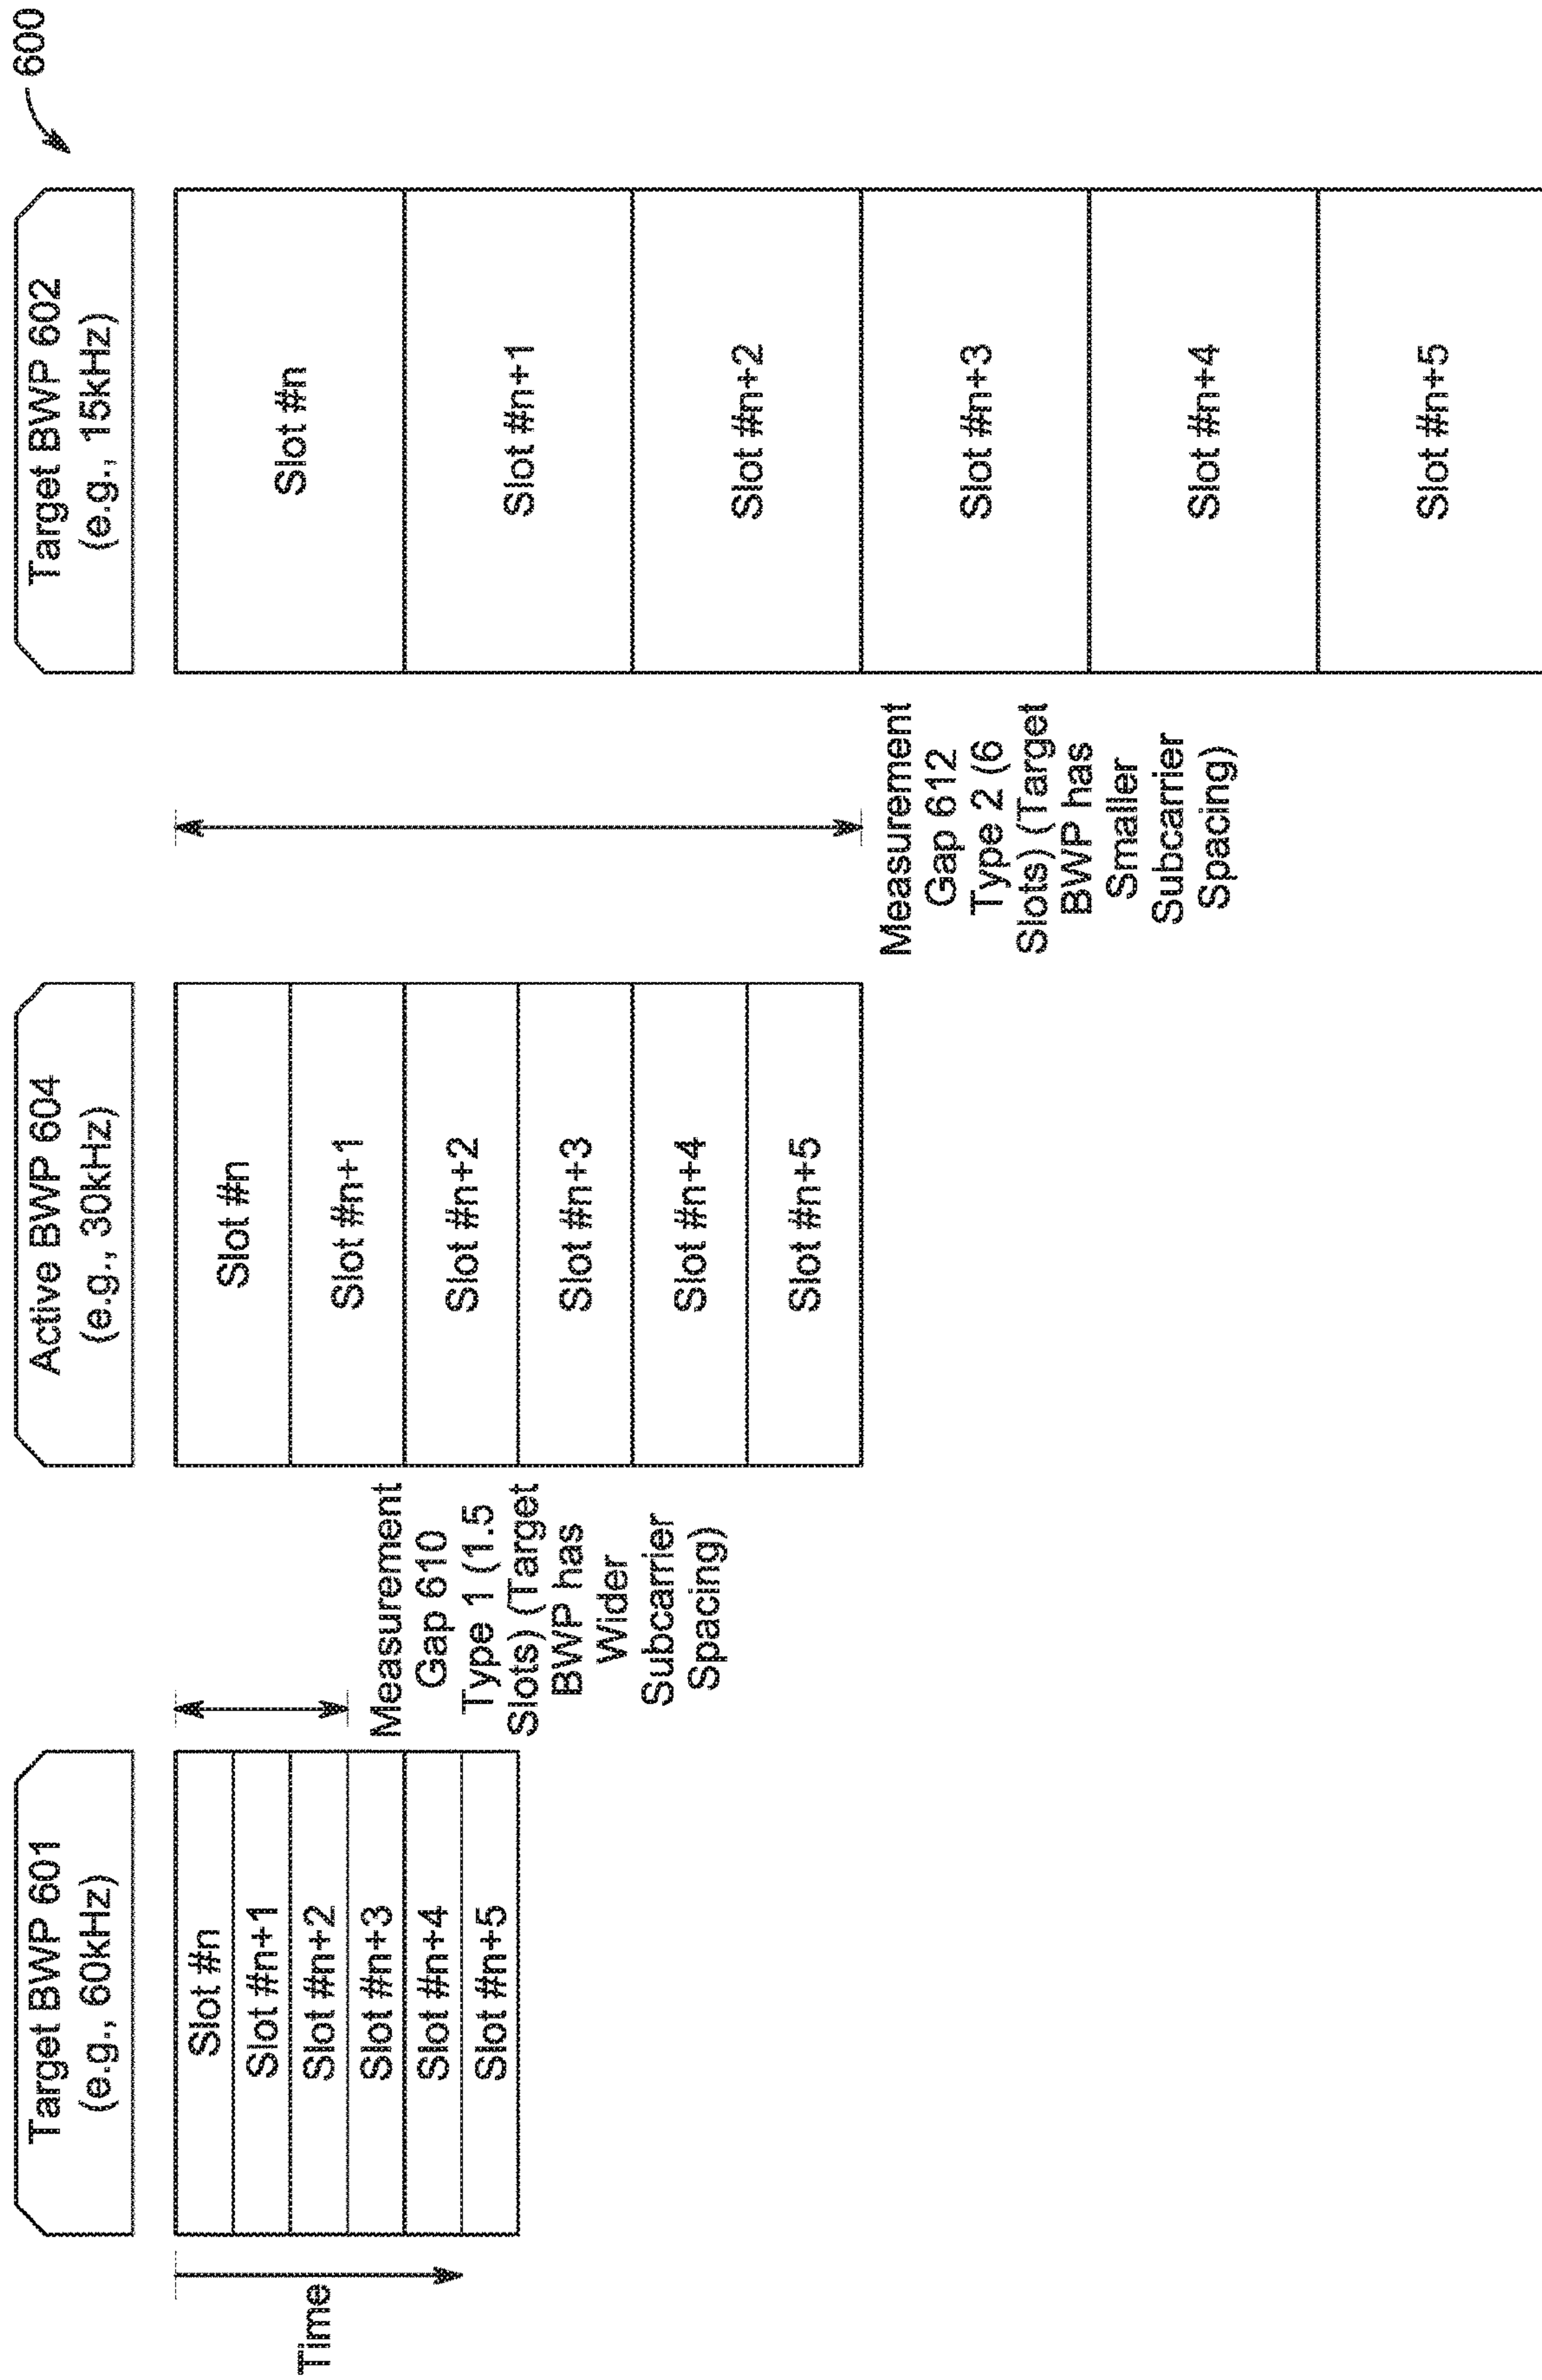 600
Target BWP 601
(e.g., 60kHz)
Time
Slot #n
Slot #n+1
Slot #n+2
Slot #n+3
Slot #n+4
Slot #n+5
Measurement
Gap 610
Type 1 (1.5
Slots) (Target
BWP has
Wider
Subcarrier
Spacing)
Active BWP 604
(e.g., 30kHz)
Slot #n
Slot #n+1
Slot #n+2
Slot #n+3
Slot #n+4
Slot #n+5
Measurement
Gap 612
Type 2 (6
Slots) (Target
BWP has
Smaller
Subcarrier
Spacing)
Target BWP 602
(e.g., 15kHz)
Slot #n
Slot #n+1
Slot #n+2
Slot #n+3
Slot #n+4
Slot #n+5